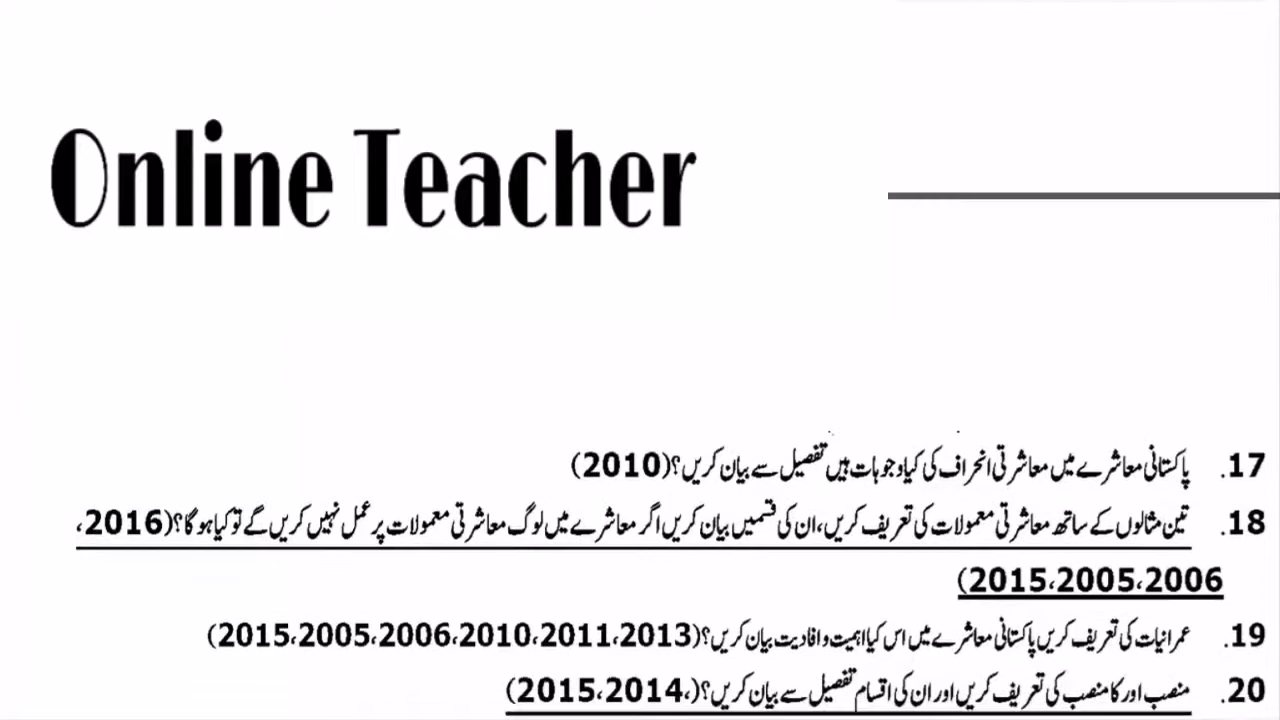 Online Teacher
17. پاکستانی معاشرے میں معاشرتی انحراف کی کیا وجوہات ہیں تفصیل سے بیان کریں؟(2010)
18. تین مثالوں کے ساتھ معاشرتی معمولات کی تعریف کریں،ان کی قسمیں بیان کریں اگر معاشرے میں لوگ معاشرتی معمولات پر عمل نہیں کریں گے تو کیا ہو گا؟(2016،
2006،2005،2015)
19. عمرانیات کی تعریف کریں پاکستانی معاشرے میں اس کیا اہمیت و افادیت بیان کریں؟(2013،2011،2010،2006،2005،2015)
20. منصب اور کا منصب کی تعریف کریں اور ان کی اقسام تفصیل سے بیان کریں؟(،2014،2015)